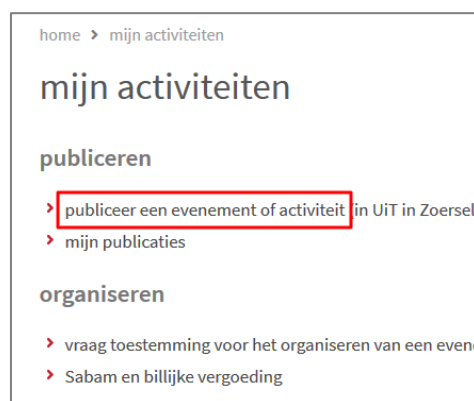 home > mijn activiteiten
mijn activiteiten
publiceren
> publiceer een evenement of activiteit (in UiT in Zoersel
> mijn publicaties
organiseren
> vraag toestemming voor het organiseren van een even
> Sabam en billijke vergoeding